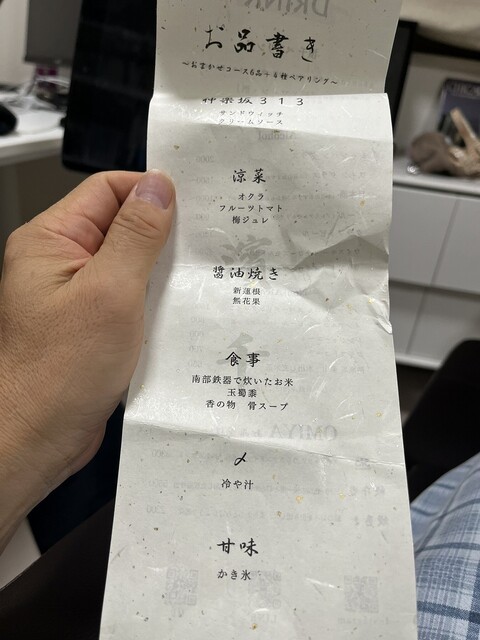 お品書き
～おまかせコース6品＋4種ペアリング～
神楽坂３１３
サンドウィッチ
クリームソース
涼菜
オクラ
フルーツトマト
梅ジュレ
醤油焼き
新蓮根
無花果
食事
南部鉄器で炊いたお米
玉蜀黍
香の物　骨スープ
〆
冷や汁
甘味
かき氷